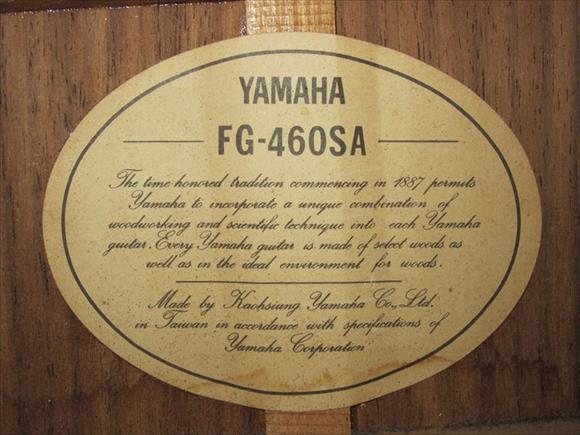 YAMAHA
FG-460SA
The time-honored tradition commencing in 1887 permits
Yamaha to incorporate a unique combination of
woodworking and scientific technique into each Yamaha
guitar. Every Yamaha guitar is made of select woods as
well as in the ideal environment for woods.
Made by Kaohsiung Yamaha Co., Ltd.
in Taiwan in accordance with specifications of
Yamaha Corporation